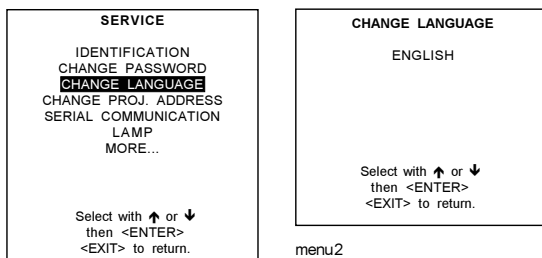 SERVICE
IDENTIFICATION
CHANGE PASSWORD
CHANGE LANGUAGE
CHANGE PROJ. ADDRESS
SERIAL COMMUNICATION
LAMP
MORE...
Select with ↑ or ↓
then <ENTER>
<EXIT> to return.
CHANGE LANGUAGE
ENGLISH
Select with ↑ or ↓
then <ENTER>
<EXIT> to return.
menu2